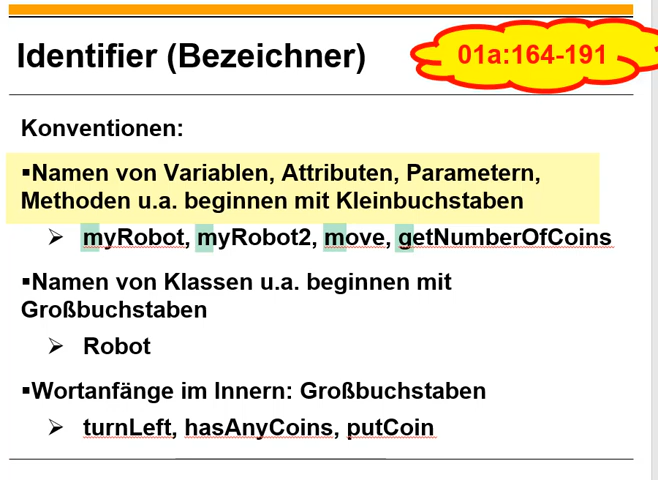 Identifier (Bezeichner)
01a:164-191
Konventionen:
▪Namen von Variablen, Attributen, Parametern,
Methoden u.a. beginnen mit Kleinbuchstaben
➢ myRobot, myRobot2, move, getNumberOfCoins
▪Namen von Klassen u.a. beginnen mit
Großbuchstaben
➢ Robot
▪Wortanfänge im Innern: Großbuchstaben
➢ turnLeft, hasAnyCoins, putCoin